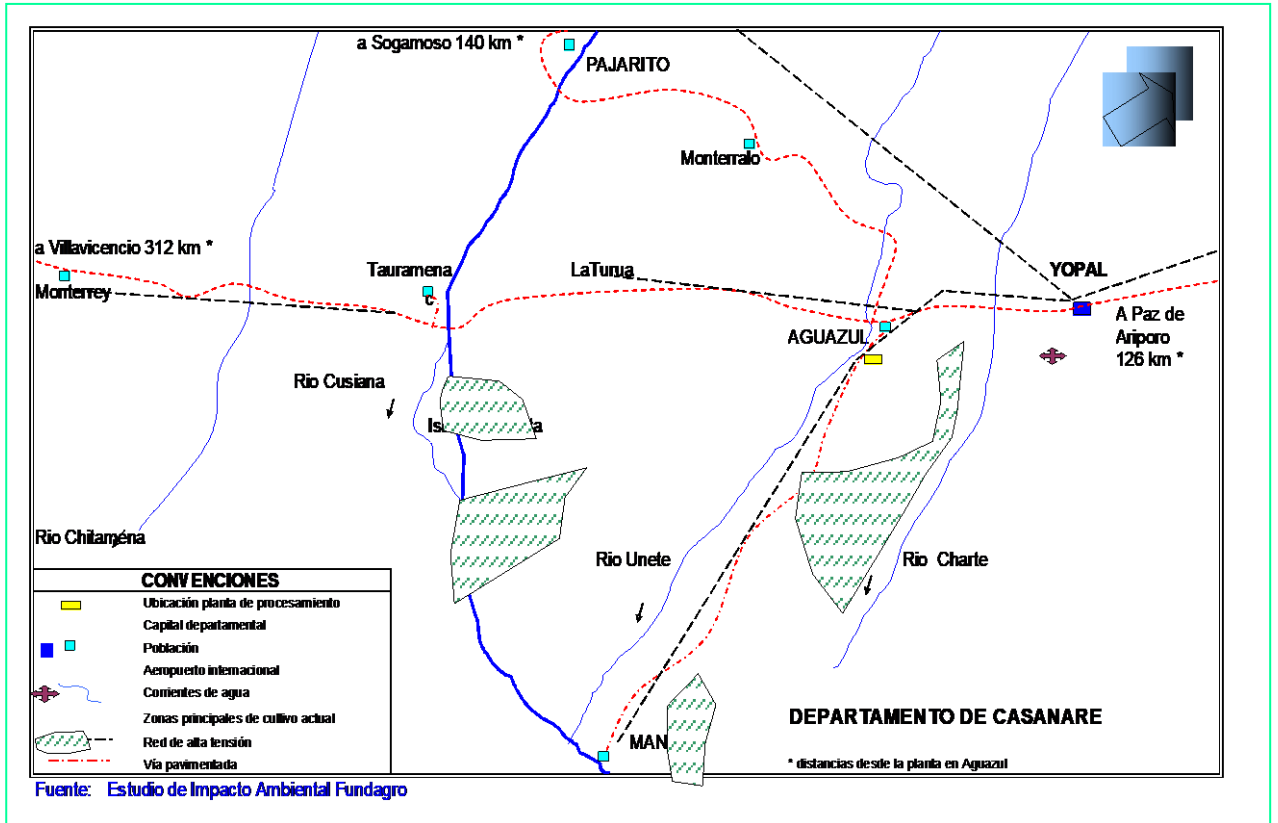 a Sogamoso 140 km *
PAJARITO
Monterralo
a Villavicencio 312 km *
Monterrey
Tauramena
c
LaTurua
YOPAL
AGUAZUL
A Paz de
Ariporo
126 km *
Rio Cusiana
Rio Chitaména
Rio Unete
Rio Charte
MAN
DEPARTAMENTO DE CASANARE
* distancias desde la planta en Aguazul
CONVENCIONES
Ubicación planta de procesamiento
Capital departamental
Población
Aeropuerto internacional
Corrientes de agua
Zonas principales de cultivo actual
Red de alta tensión
Vía pavimentada
Fuente: Estudio de Impacto Ambiental Fundagro